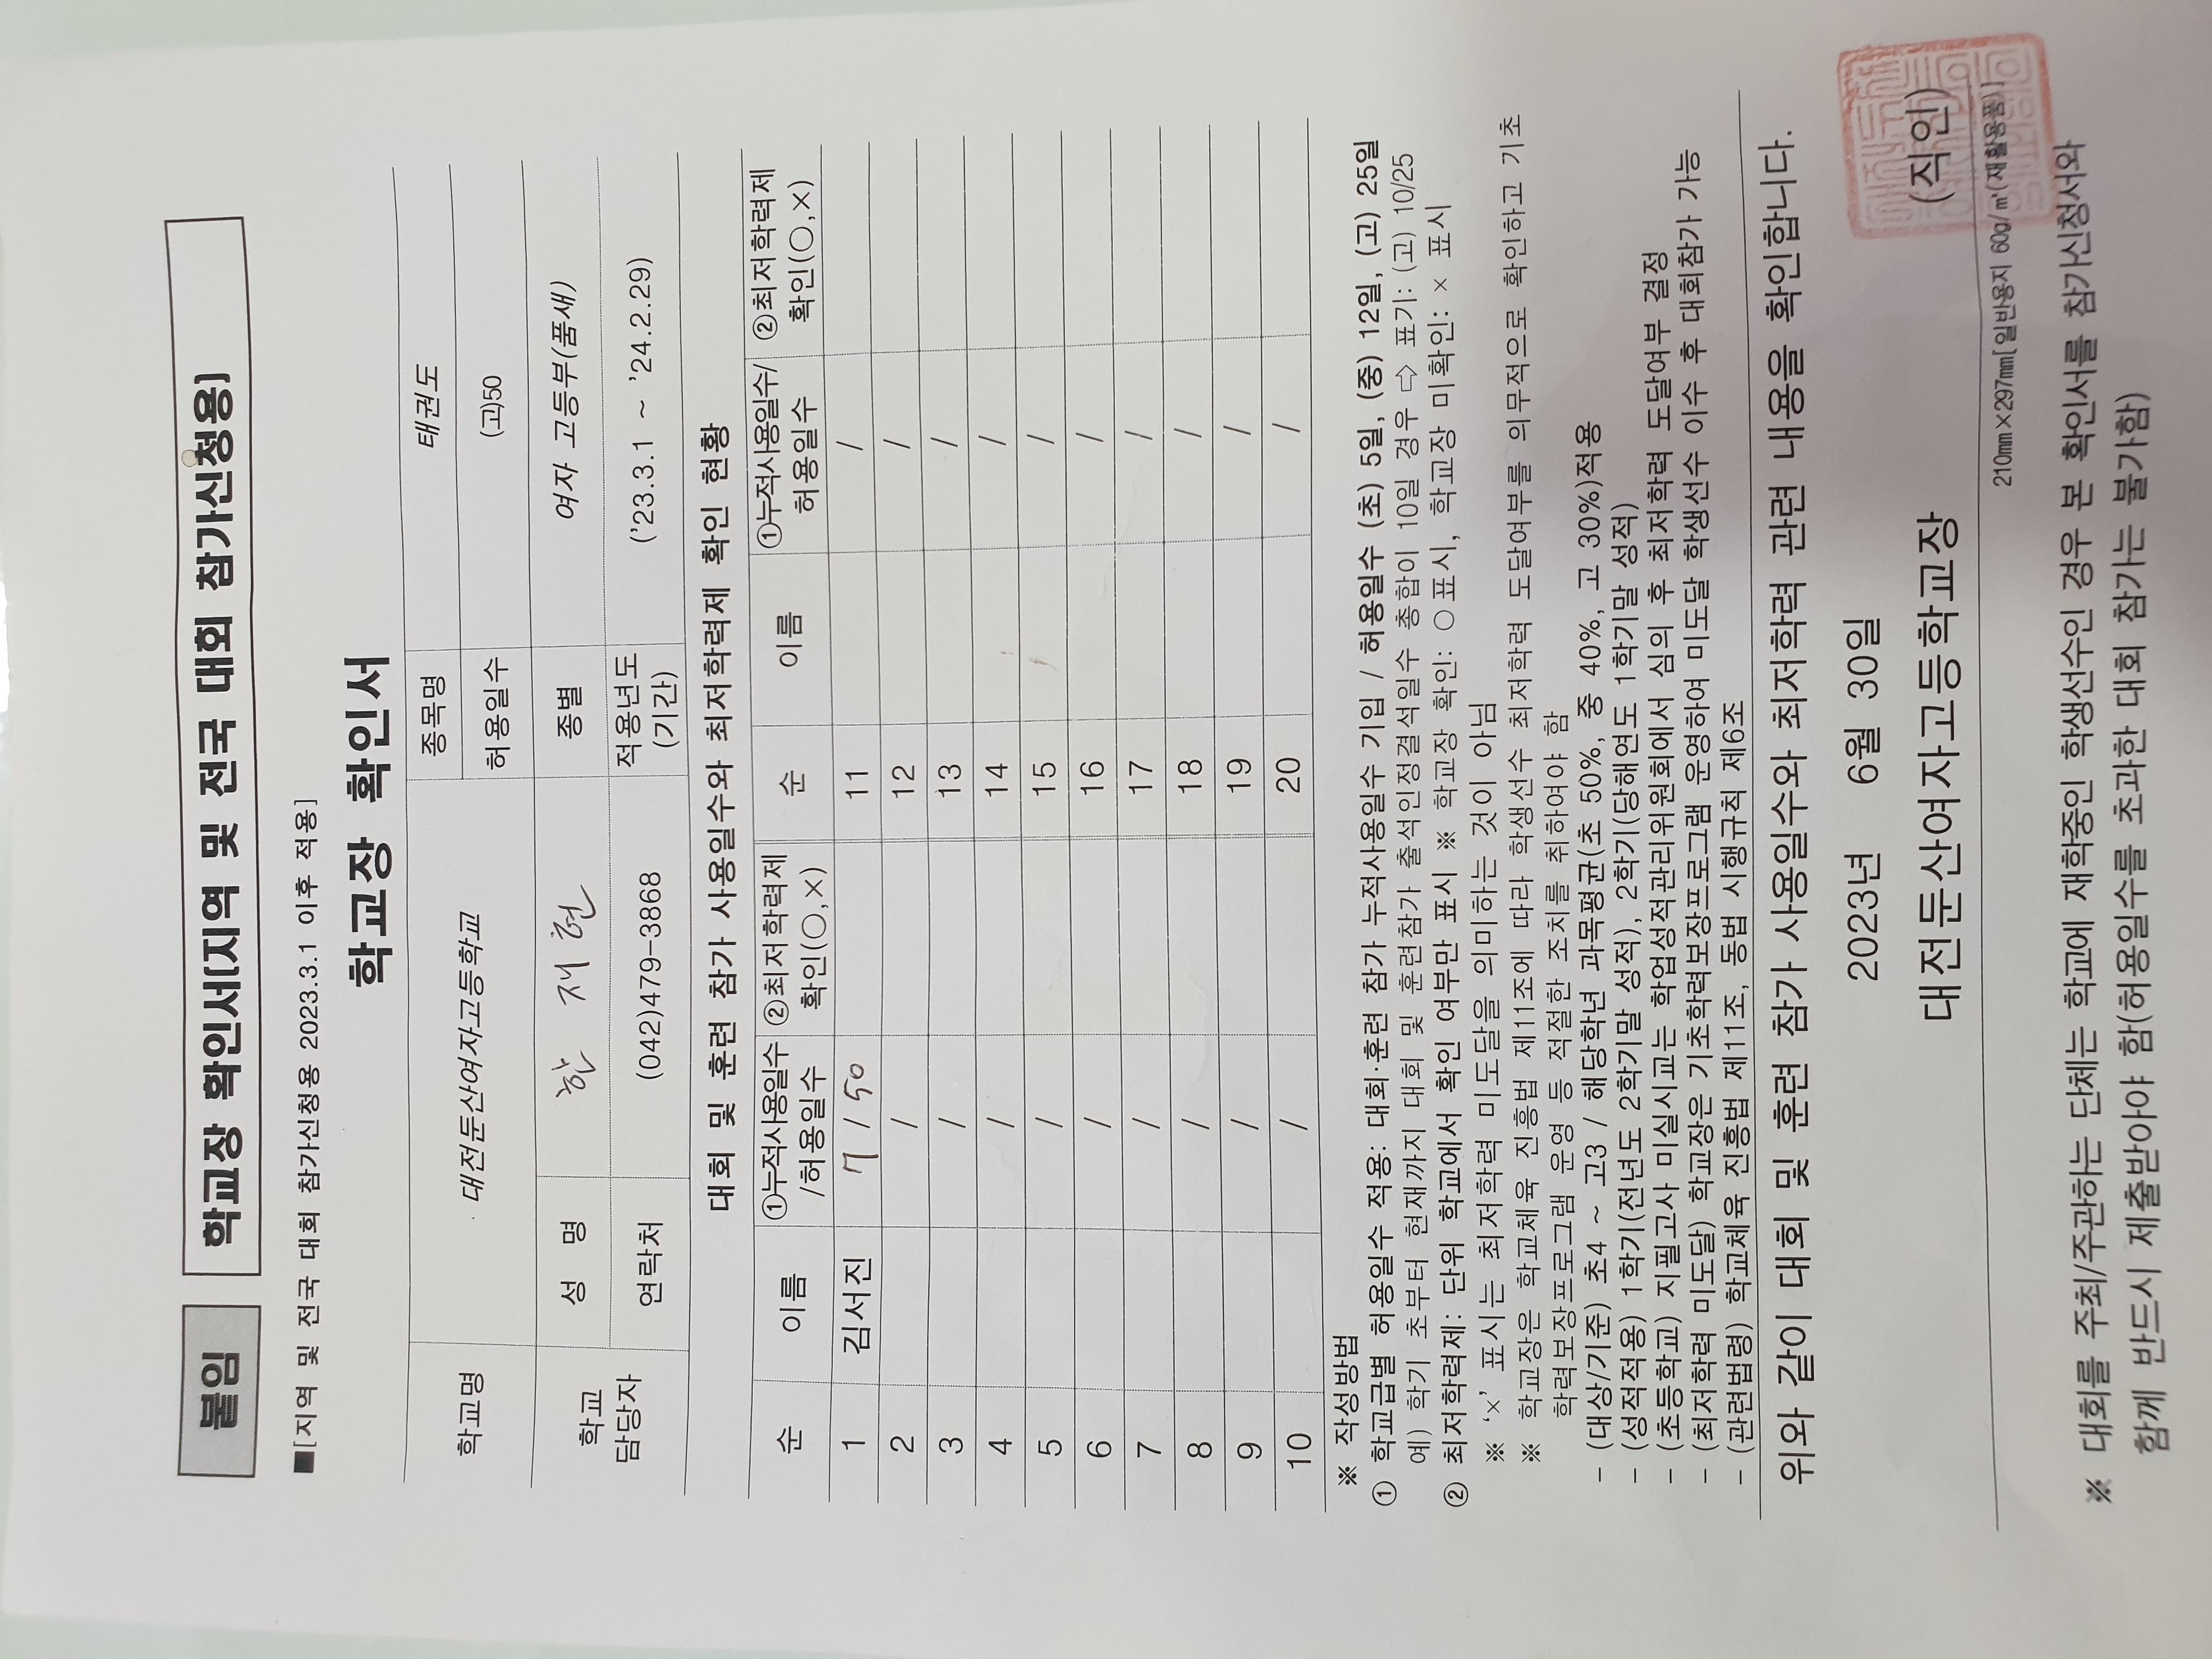 붙임 학교장 확인서[지역 및 전국 대회 참가신청용]
■[지역 및 전국 대회 참가신청용 2023.3.1 이후 적용]
학교장 확인서
학교명 대전둔산여자고등학교 종목명 태권도
허용일수 (고)50
학교 담당자 성 명 한 재 현 종별 여자 고등부(품새)
연락처 (042)479-3868 적용년도 (기간) ('23.3.1 ~ '24.2.29)
대회 및 훈련 참가 사용일수와 최저학력제 확인 현황
순 이름 ①누적사용일수 /허용일수 ②최저학력제 확인(○,×) 순 이름 ①누적사용일수/ 허용일수 ②최저학력제 확인(○,×)
1 김서진 7 / 50 11 /
2 / 12 /
3 / 13 /
4 / 14 /
5 / 15 /
6 / 16 /
7 / 17 /
8 / 18 /
9 / 19 /
10 / 20 /
※ 작성방법
① 학교급별 허용일수 적용: 대회·훈련 참가 누적사용일수 기입 / 허용일수 (초) 5일, (중) 12일, (고) 25일
예) 학기 초부터 현재까지 대회 및 훈련참가 출석인정결석일수 총합이 10일 경우 ⇨ 표기: (고) 10/25
② 최저학력제: 단위 학교에서 확인 여부만 표시 ※ 학교장 확인: ○ 표시, 학교장 미확인: × 표시
※ '×' 표시는 최저학력 미도달을 의미하는 것이 아님
※ 학교장은 학교체육 진흥법 제11조에 따라 학생선수 최저학력 도달여부를 의무적으로 확인하고 기초
학력보장프로그램 운영 등 적절한 조치를 취하여야 함
- (대상/기준) 초4 ~ 고3 / 해당학년 과목평균(초 50%, 중 40%, 고 30%)적용
- (성적적용) 1학기(전년도 2학기말 성적), 2학기(당해연도 1학기말 성적)
- (초등학교) 지필고사 미실시교는 학업성적관리위원회에서 심의 후 최저학력 도달여부 결정
- (최저학력 미도달) 학교장은 기초학력보장프로그램 운영하여 미도달 학생선수 이수 후 대회참가 가능
- (관련법령) 학교체육 진흥법 제11조, 동법 시행규칙 제6조
위와 같이 대회 및 훈련 참가 사용일수와 최저학력 관련 내용을 확인합니다.
2023년 6월 30일
대전둔산여자고등학교장 (직인)
210㎜×297㎜[일반용지 60g/㎡(재활용품)]
※ 대회를 주최/주관하는 단체는 학교에 재학중인 학생선수인 경우 본 확인서를 참가신청서와
함께 반드시 제출받아야 함(허용일수를 초과한 대회 참가는 불가함)